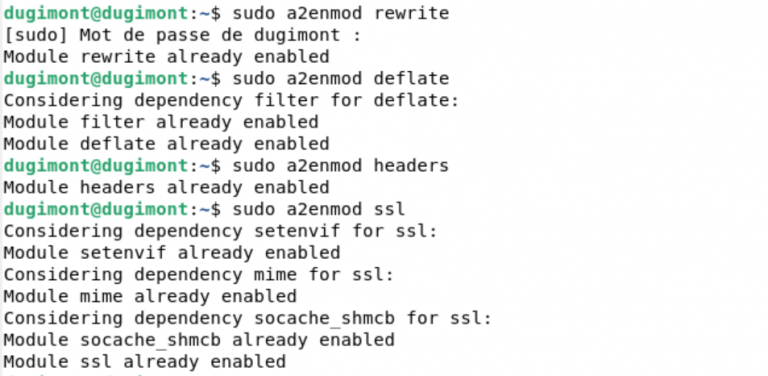 dugimont@dugimont:~$ sudo a2enmod rewrite
[sudo] Mot de passe de dugimont :
Module rewrite already enabled
dugimont@dugimont:~$ sudo a2enmod deflate
Considering dependency filter for deflate:
Module filter already enabled
Module deflate already enabled
dugimont@dugimont:~$ sudo a2enmod headers
Module headers already enabled
dugimont@dugimont:~$ sudo a2enmod ssl
Considering dependency setenvif for ssl:
Module setenvif already enabled
Considering dependency mime for ssl:
Module mime already enabled
Considering dependency socache_shmcb for ssl:
Module socache_shmcb already enabled
Module ssl already enabled